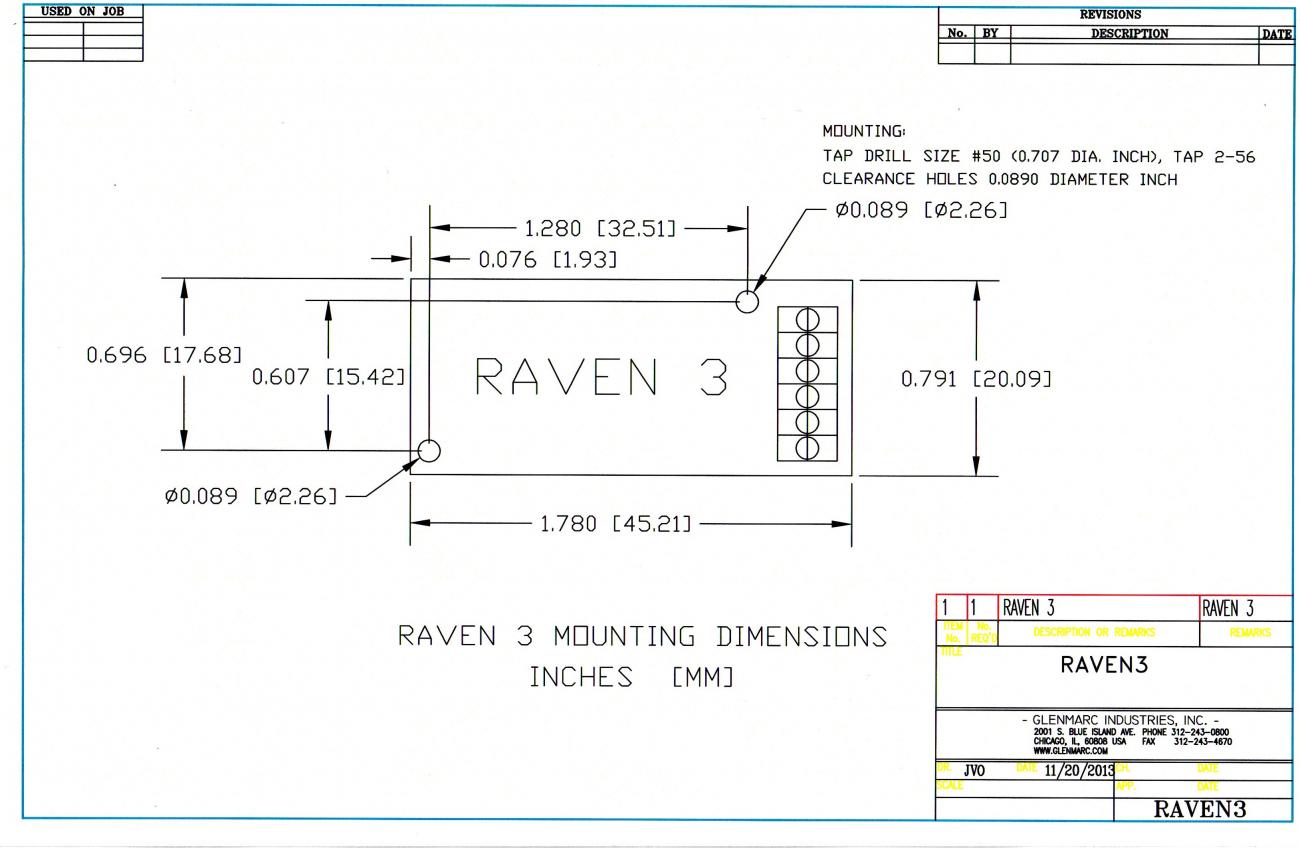 USED ON JOB
REVISIONS
No. BY DESCRIPTION DATE
MOUNTING:
TAP DRILL SIZE #50 (0.707 DIA. INCH), TAP 2-56
CLEARANCE HOLES 0.0890 DIAMETER INCH
Ø0.089 [Ø2.26]
1.280 [32.51]
0.076 [1.93]
0.696 [17.68]
0.607 [15.42]
RAVEN 3
0.791 [20.09]
Ø0.089 [Ø2.26]
1.780 [45.21]
RAVEN 3 MOUNTING DIMENSIONS
INCHES [MM]
1 1 RAVEN 3 RAVEN 3
ITEM No. No. REQ'D DESCRIPTION OR REMARKS REMARKS
TITLE
RAVEN3
- GLENMARC INDUSTRIES, INC. -
2001 S. BLUE ISLAND AVE. PHONE 312-243-0800
CHICAGO, IL, 60808 USA FAX 312-243-4670
WWW.GLENMARC.COM
DR. JVO DATE 11/20/2013 CH. DATE
SCALE APP. DATE
RAVEN3